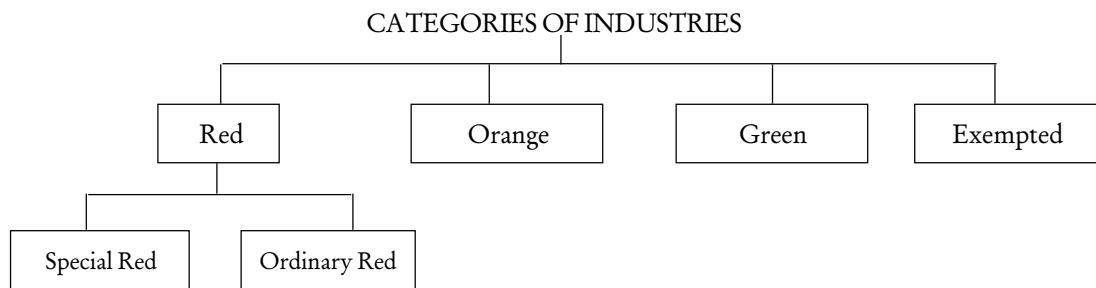 CATEGORIES OF INDUSTRIES
Red Orange Green Exempted
Special Red Ordinary Red